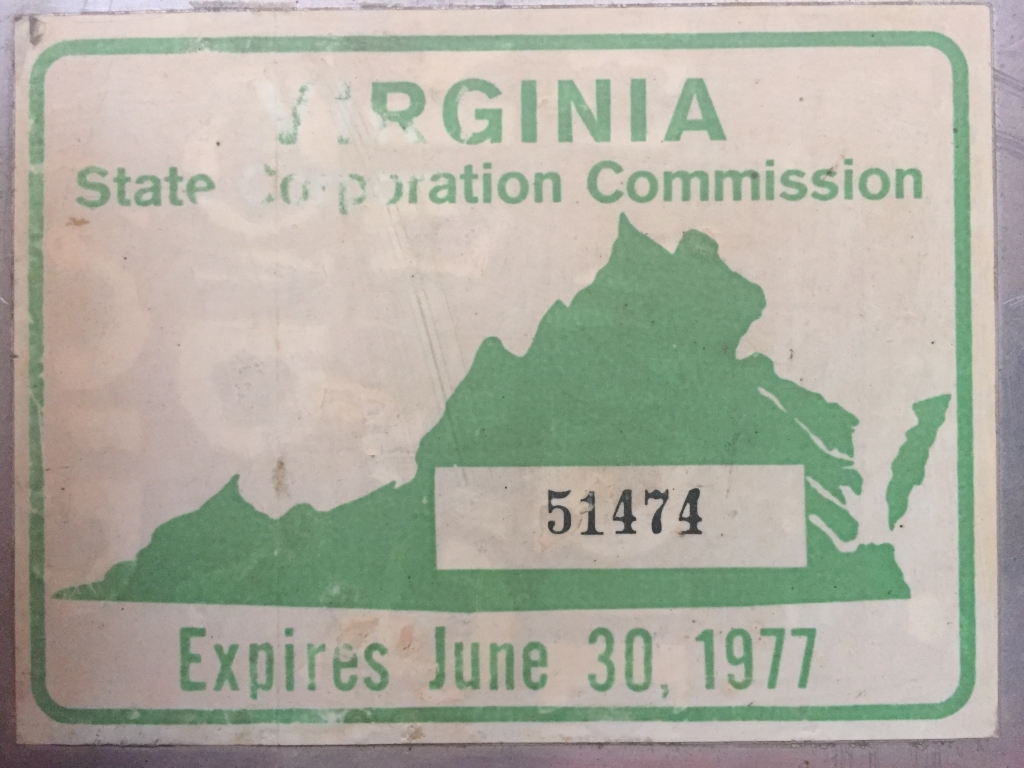 VIRGINIA
State Corporation Commission
51474
Expires June 30, 1977